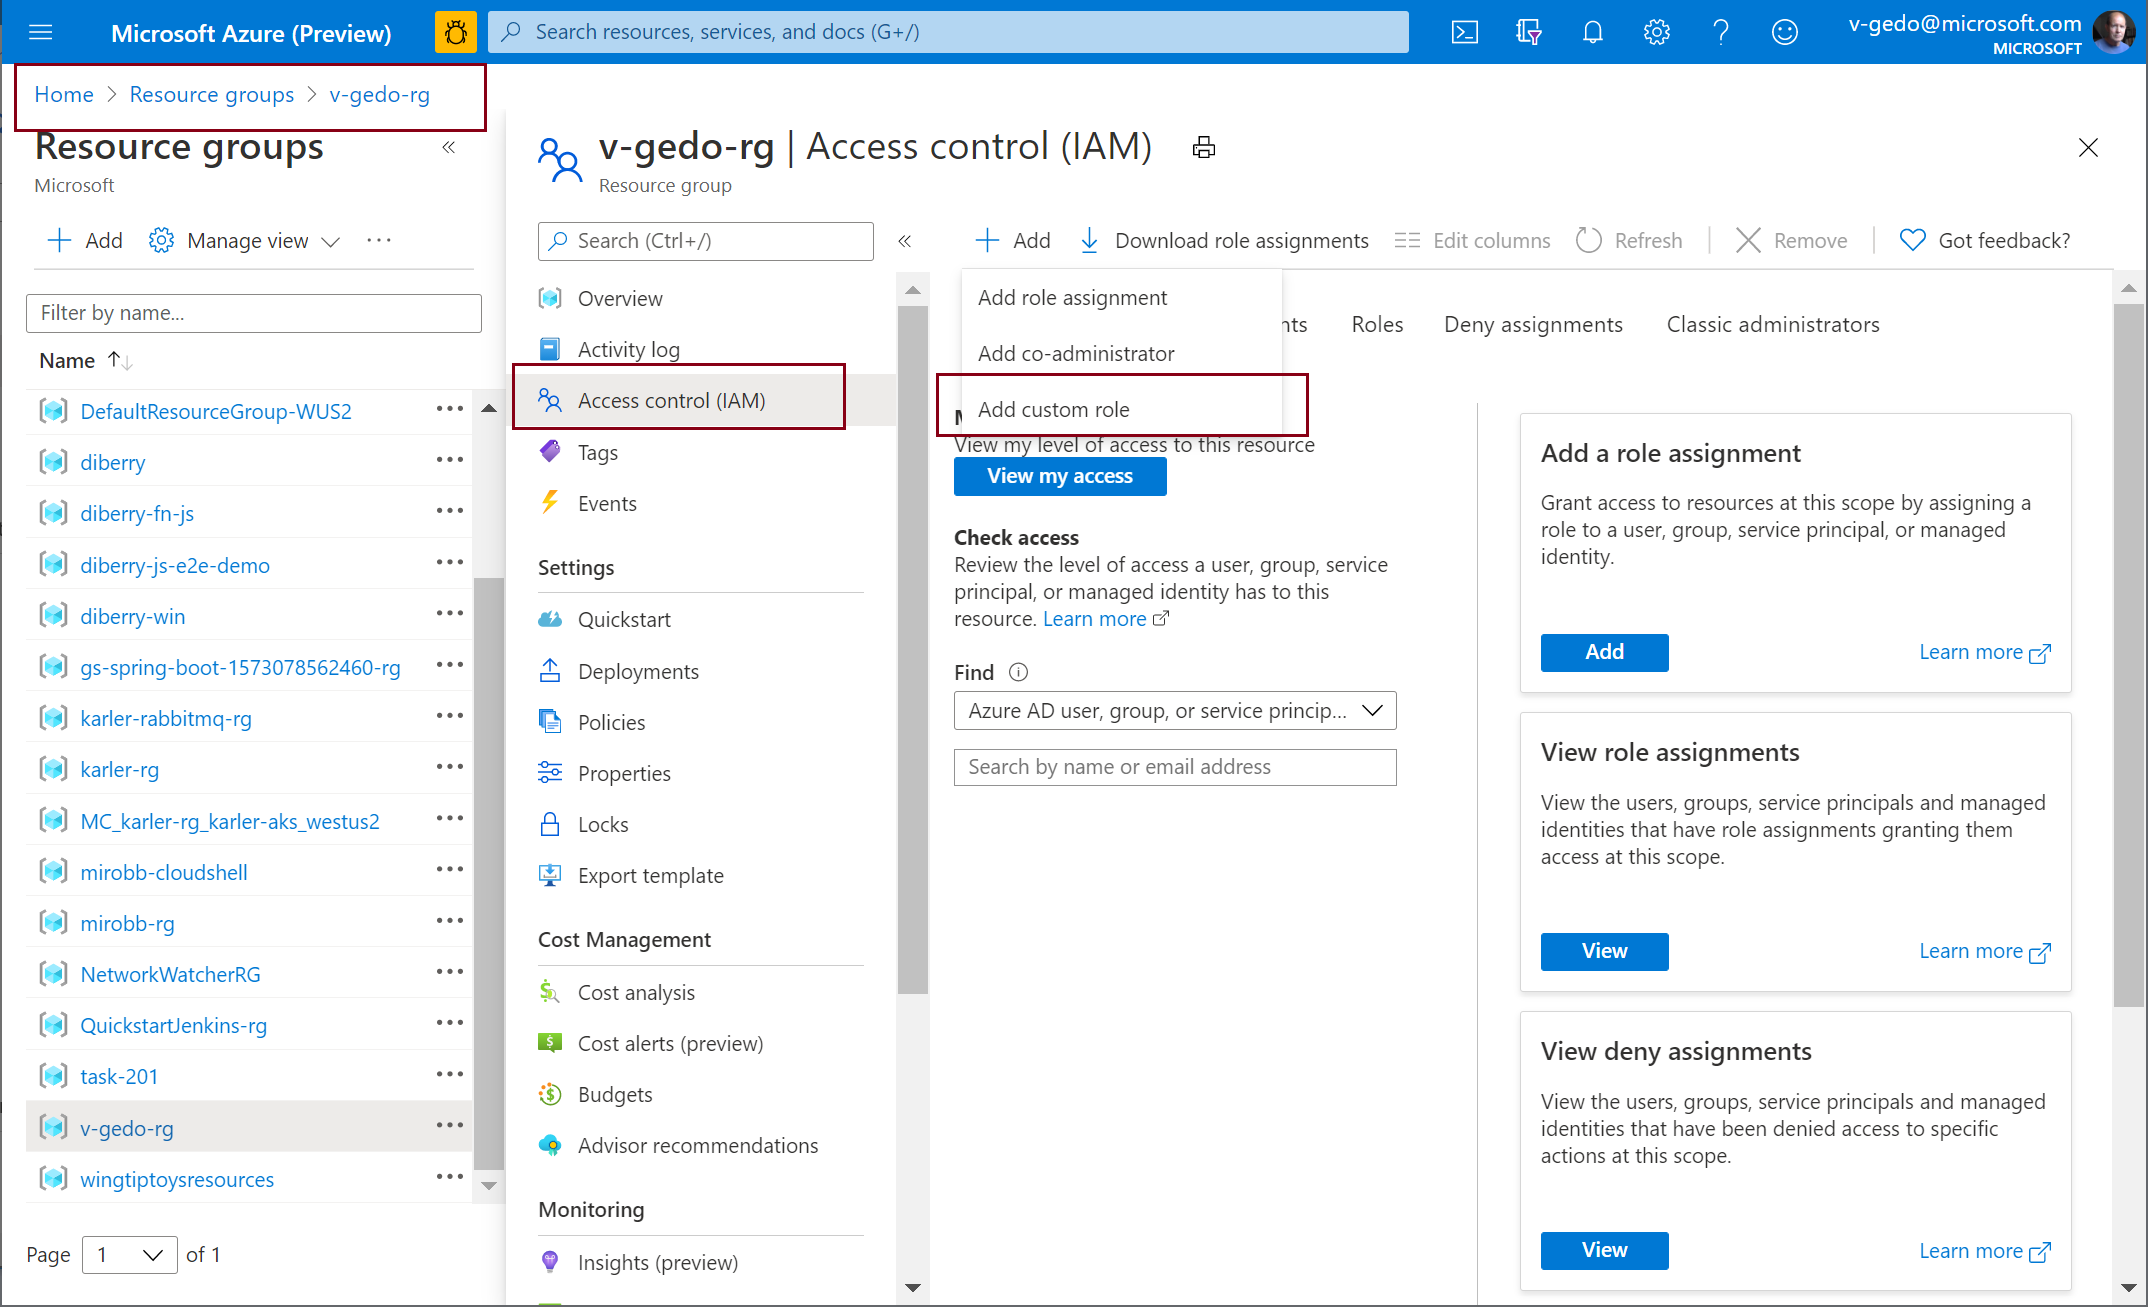 Microsoft Azure (Preview)
Search resources, services, and docs (G+/)
v-gedo@microsoft.com
MICROSOFT
Home > Resource groups > v-gedo-rg
Resource groups
Microsoft
Add
Manage view
Filter by name...
Name
DefaultResourceGroup-WUS2
diberry
diberry-fn-js
diberry-js-e2e-demo
diberry-win
gs-spring-boot-1573078562460-rg
karler-rabbitmq-rg
karler-rg
MC_karler-rg_karler-aks_westus2
mirobb-cloudshell
mirobb-rg
NetworkWatcherRG
QuickstartJenkins-rg
task-201
v-gedo-rg
wingtiptoysresources
Page 1 of 1
v-gedo-rg | Access control (IAM)
Resource group
Search (Ctrl+/)
Overview
Activity log
Access control (IAM)
Tags
Events
Settings
Quickstart
Deployments
Policies
Properties
Locks
Export template
Cost Management
Cost analysis
Cost alerts (preview)
Budgets
Advisor recommendations
Monitoring
Insights (preview)
Add
Download role assignments
Edit columns
Refresh
Remove
Got feedback?
Add role assignment
Add co-administrator
Add custom role
Roles
Deny assignments
Classic administrators
View my level of access to this resource
View my access
Check access
Review the level of access a user, group, service
principal, or managed identity has to this
resource. Learn more
Find
Azure AD user, group, or service princip...
Search by name or email address
Add a role assignment
Grant access to resources at this scope by assigning a
role to a user, group, service principal, or managed
identity.
Add
Learn more
View role assignments
View the users, groups, service principals and managed
identities that have role assignments granting them
access at this scope.
View
Learn more
View deny assignments
View the users, groups, service principals and managed
identities that have been denied access to specific
actions at this scope.
View
Learn more